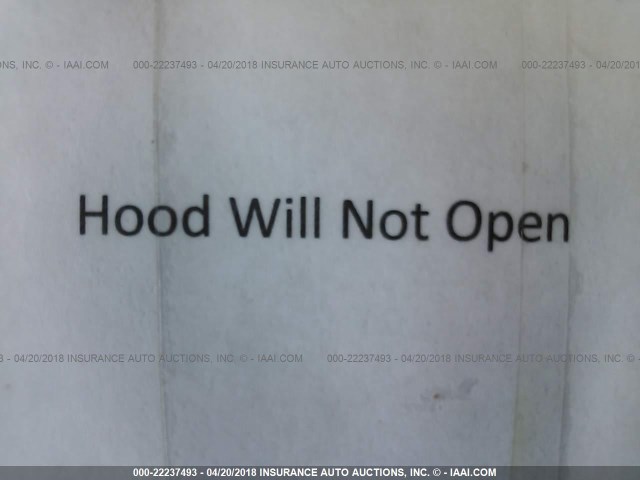 NS, INC. © - IAAI.COM 000-22237493 - 04/20/2018 INSURANCE AUTO AUCTIONS, INC. © - IAAI.COM 000-22237493 - 04/20/201
Hood Will Not Open
3 - 04/20/2018 INSURANCE AUTO AUCTIONS, INC. © - IAAI.COM 000-22237493 - 04/20/2018 INSURANCE AUTO AUCTIONS, INC. ©
000-22237493 - 04/20/2018 INSURANCE AUTO AUCTIONS, INC. © - IAAI.COM